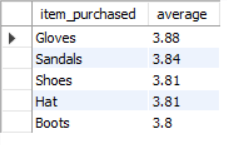 item_purchased average
Gloves 3.88
Sandals 3.84
Shoes 3.81
Hat 3.81
Boots 3.8